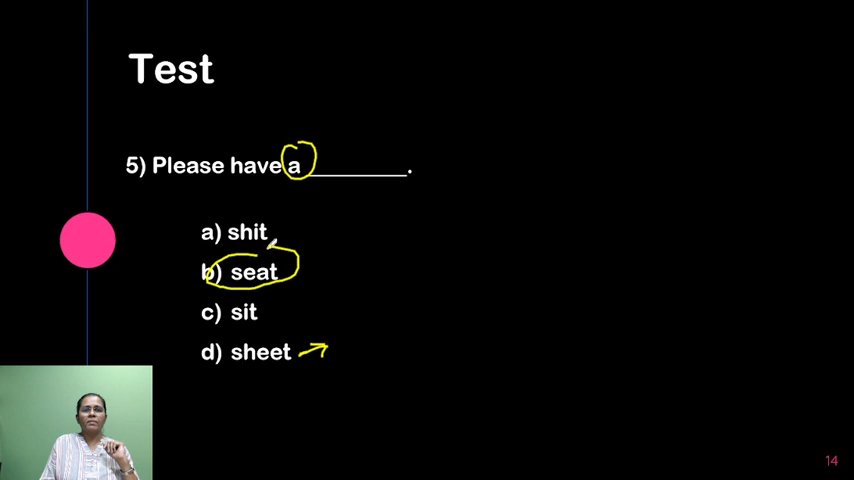 Test
5) Please have a ________.
a) shit
b) seat
c) sit
d) sheet
14